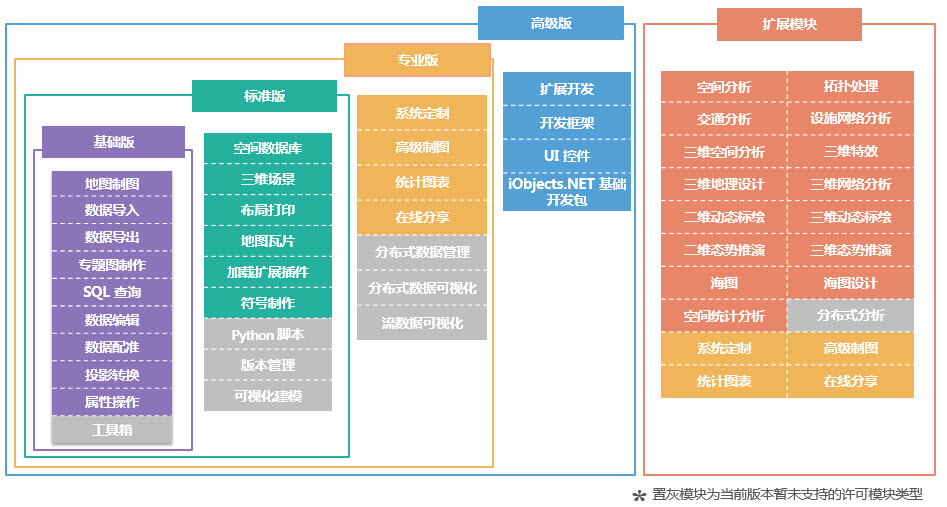 高级版
扩展模块
专业版
标准版
基础版
地图制图
数据导入
数据导出
专题图制作
SQL 查询
数据编辑
数据配准
投影转换
属性操作
工具箱
空间数据库
三维场景
布局打印
地图瓦片
加载扩展插件
符号制作
Python 脚本
版本管理
可视化建模
系统定制
高级制图
统计图表
在线分享
分布式数据管理
分布式数据可视化
流数据可视化
扩展开发
开发框架
UI 控件
iObjects.NET 基础
开发包
空间分析
拓扑处理
交通分析
设施网络分析
三维空间分析
三维特效
三维地理设计
三维网络分析
二维动态标绘
三维动态标绘
二维态势推演
三维态势推演
海图
海图设计
空间统计分析
分布式分析
系统定制
高级制图
统计图表
在线分享
* 置灰模块为当前版本暂未支持的许可模块类型